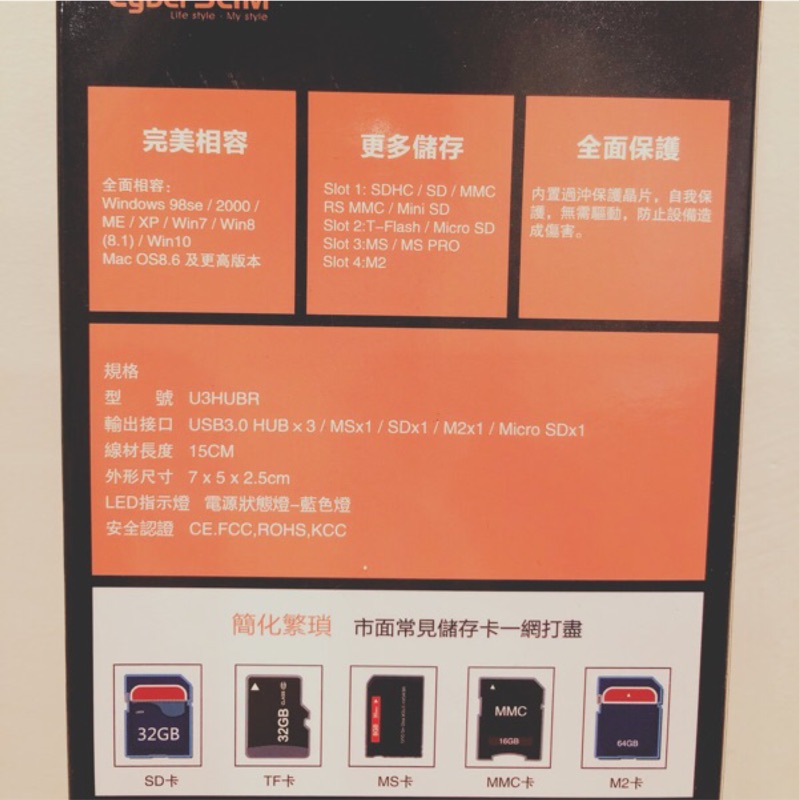 CyberSLIM
Life style · My style
完美相容
全面相容：
Windows 98se / 2000 /
ME / XP / Win7 / Win8
(8.1) / Win10
Mac OS8.6 及更高版本
更多儲存
Slot 1: SDHC / SD / MMC
RS MMC / Mini SD
Slot 2:T-Flash / Micro SD
Slot 3:MS / MS PRO
Slot 4:M2
全面保護
內置過沖保護晶片，自我保
護，無需驅動，防止設備造
成傷害。
規格
型　　號 U3HUBR
輸出接口 USB3.0 HUB × 3 / MSx1 / SDx1 / M2x1 / Micro SDx1
線材長度 15CM
外形尺寸 7 x 5 x 2.5cm
LED指示燈 電源狀態燈-藍色燈
安全認證 CE.FCC,ROHS,KCC
簡化繁瑣 市面常見儲存卡一網打盡
32GB
32GB
MMC
16GB
64GB
SD卡 TF卡 MS卡 MMC卡 M2卡